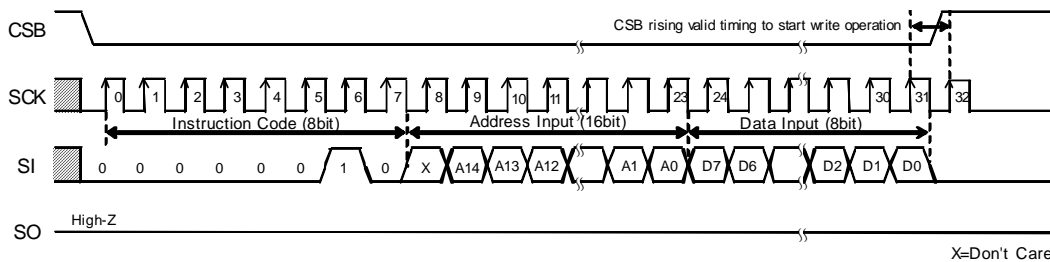 CSB
CSB rising valid timing to start write operation
SCK 0 1 2 3 4 5 6 7 8 9 10 11 23 24 30 31 32
Instruction Code (8bit) Address Input (16bit) Data Input (8bit)
SI 0 0 0 0 0 0 1 0 X A14 A13 A12 A1 A0 D7 D6 D2 D1 D0
High-Z
SO
X=Don't Care